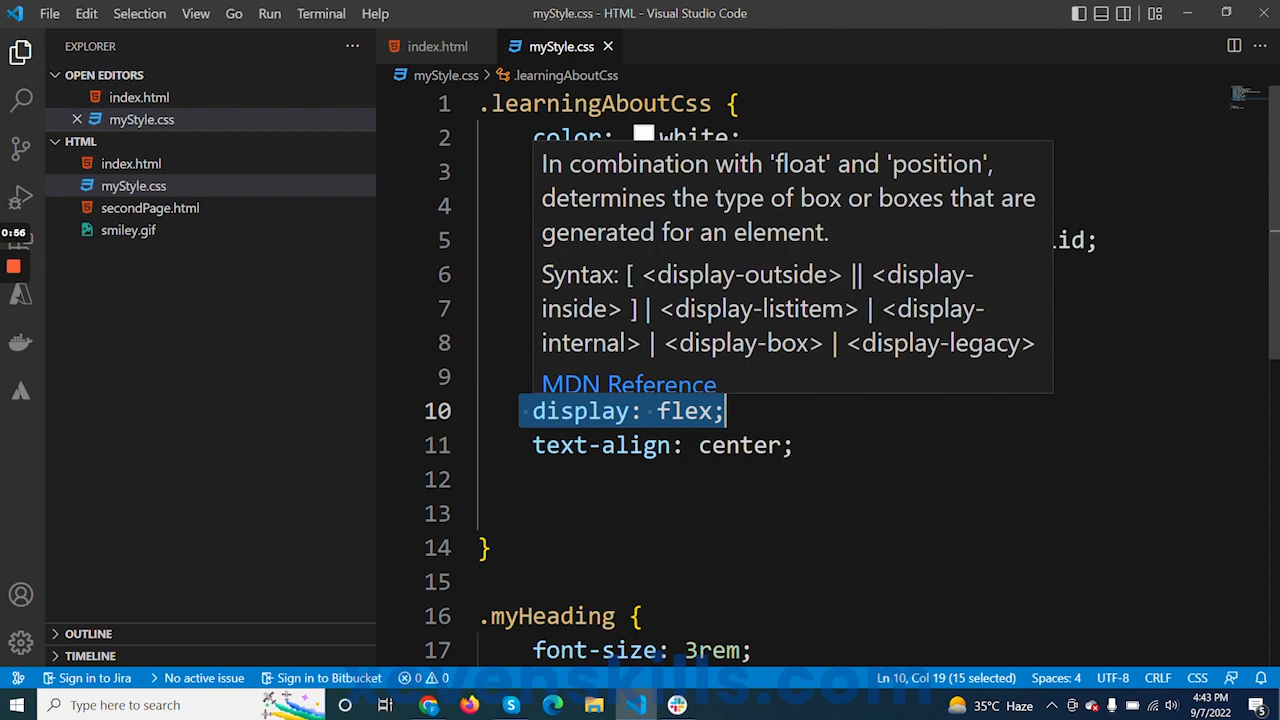 File Edit Selection View Go Run Terminal Help
myStyle.css - HTML - Visual Studio Code
EXPLORER
OPEN EDITORS
index.html
myStyle.css
HTML
index.html
myStyle.css
secondPage.html
smiley.gif
0:56
OUTLINE
TIMELINE
index.html
myStyle.css
myStyle.css > .learningAboutCss
1 .learningAboutCss {
2 color: white;
3
4
5 lid;
6
7
8
9
In combination with 'float' and 'position',
determines the type of box or boxes that are
generated for an element.
Syntax: [ <display-outside> || <display-
inside> ] | <display-listitem> | <display-
internal> | <display-box> | <display-legacy>
MDN Reference
10 display: flex;
11 text-align: center;
12
13
14 }
15
16 .myHeading {
17 font-size: 3rem;
Sign in to Jira
No active issue
Sign in to Bitbucket
0 0
Ln 10, Col 19 (15 selected)
Spaces: 4
UTF-8
CRLF
CSS
Type here to search
35°C Haze
4:43 PM
9/7/2022
5